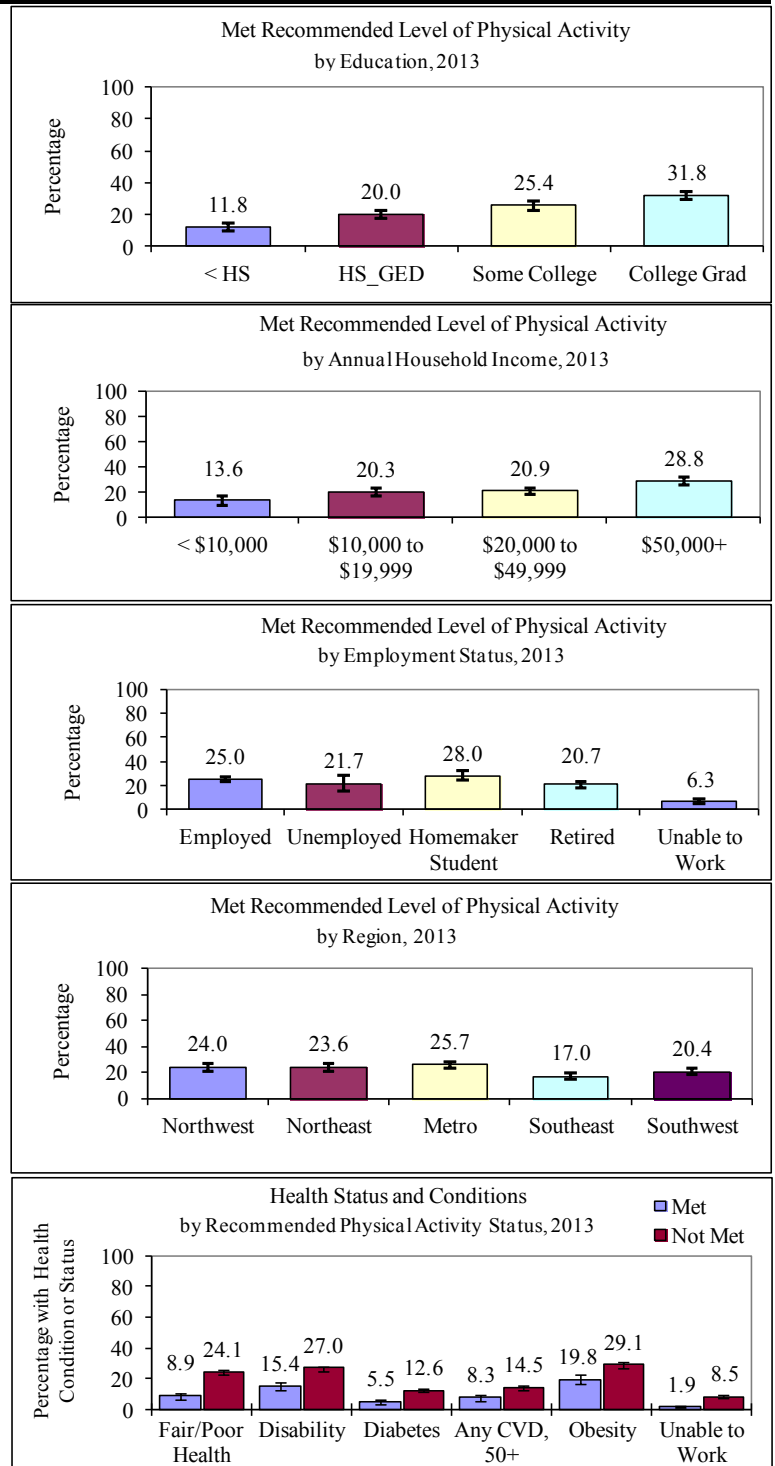 Met Recommended Level of Physical Activity
by Education, 2013
Percentage
100
80
60
40
20
0
11.8
20.0
25.4
31.8
< HS
HS_GED
Some College
College Grad
Met Recommended Level of Physical Activity
by Annual Household Income, 2013
Percentage
100
80
60
40
20
0
13.6
20.3
20.9
28.8
< $10,000
$10,000 to
$19,999
$20,000 to
$49,999
$50,000+
Met Recommended Level of Physical Activity
by Employment Status, 2013
Percentage
100
80
60
40
20
0
25.0
21.7
28.0
20.7
6.3
Employed
Unemployed
Homemaker
Student
Retired
Unable to
Work
Met Recommended Level of Physical Activity
by Region, 2013
Percentage
100
80
60
40
20
0
24.0
23.6
25.7
17.0
20.4
Northwest
Northeast
Metro
Southeast
Southwest
Health Status and Conditions
by Recommended Physical Activity Status, 2013
Met
Not Met
Percentage with Health
Condition or Status
100
80
60
40
20
0
8.9
24.1
15.4
27.0
5.5
12.6
8.3
14.5
19.8
29.1
1.9
8.5
Fair/Poor
Health
Disability
Diabetes
Any CVD,
50+
Obesity
Unable to
Work